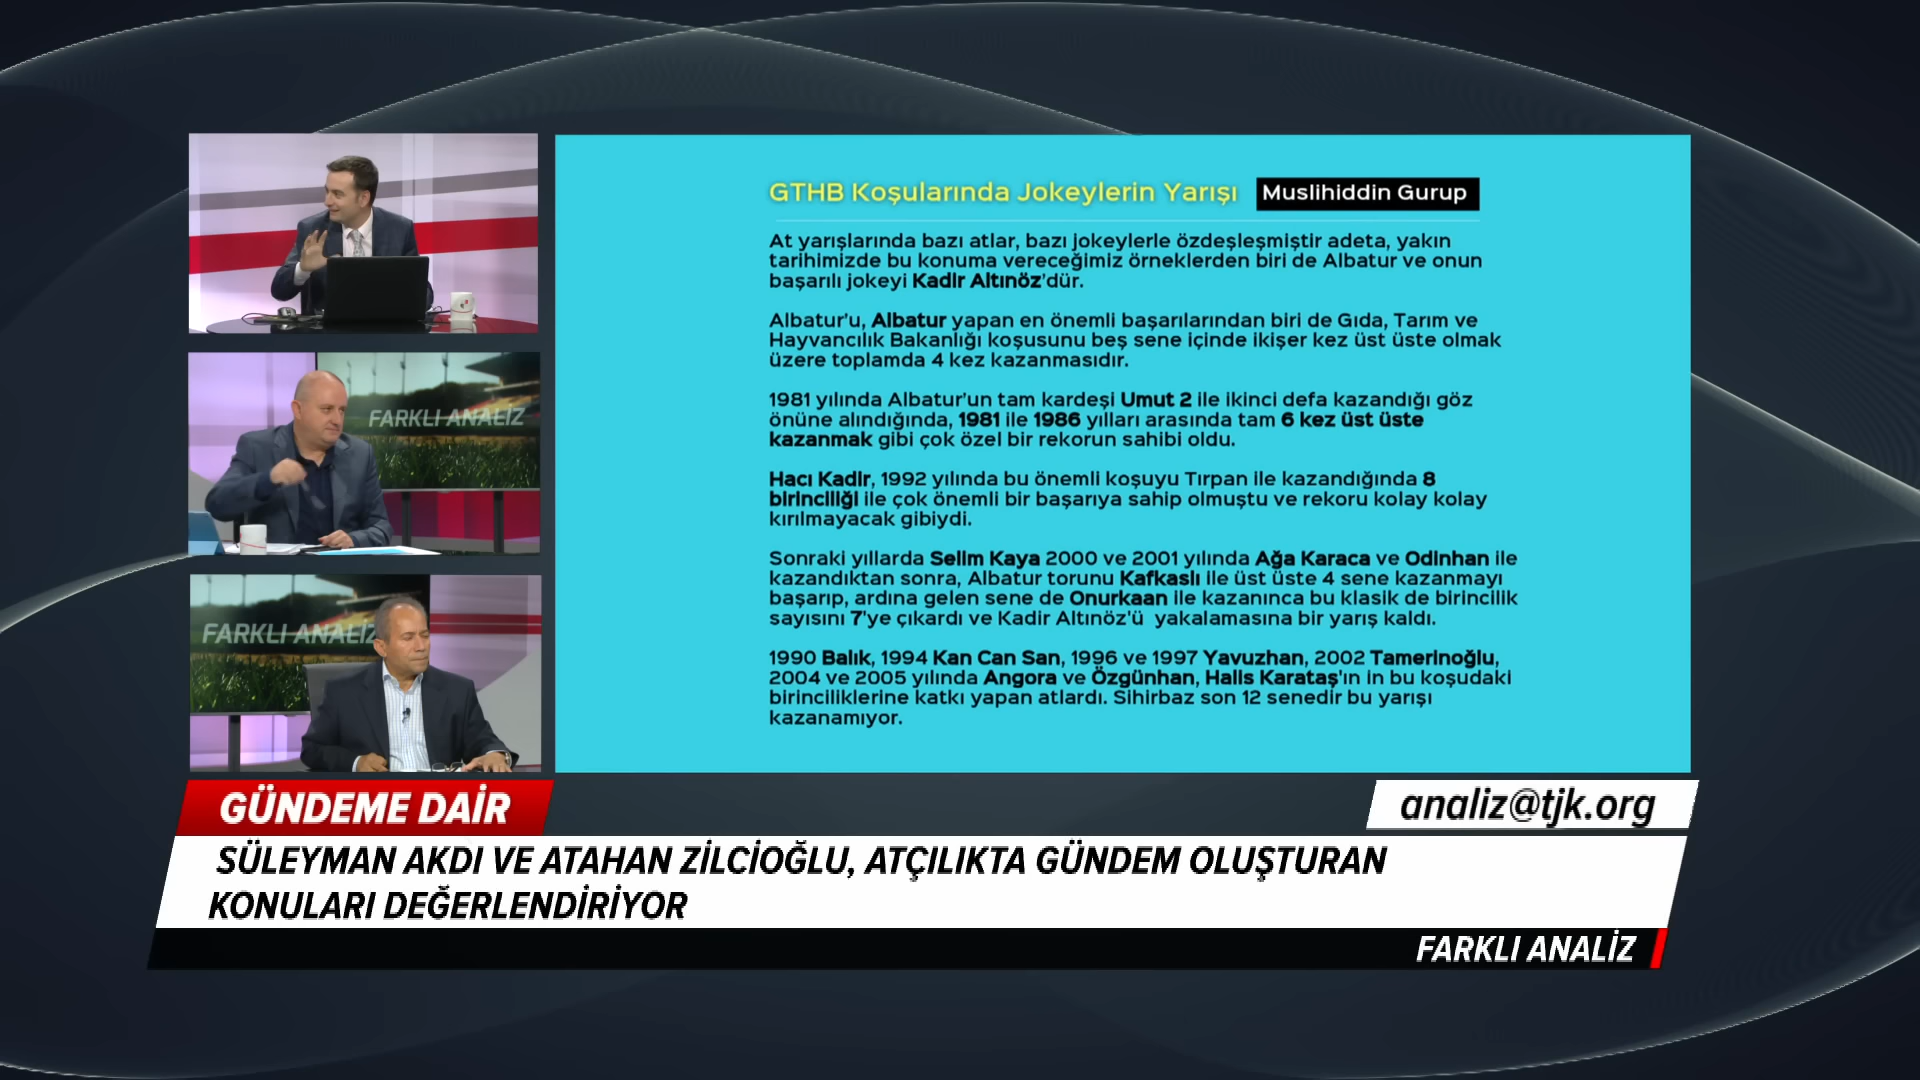 GTHB Koşularında Jokeylerin Yarışı Muslihiddin Gurup
At yarışlarında bazı atlar, bazı jokeylerle özdeşleşmiştir adeta, yakın
tarihimizde bu konuma vereceğimiz örneklerden biri de Albatur ve onun
başarılı jokeyi Kadir Altınöz'dür.
Albatur'u, Albatur yapan en önemli başarılarından biri de Gıda, Tarım ve
Hayvancılık Bakanlığı koşusunu beş sene içinde ikişer kez üst üste olmak
üzere toplamda 4 kez kazanmasıdır.
1981 yılında Albatur'un tam kardeşi Umut 2 ile ikinci defa kazandığı göz
önüne alındığında, 1981 ile 1986 yılları arasında tam 6 kez üst üste
kazanmak gibi çok özel bir rekorun sahibi oldu.
Hacı Kadir, 1992 yılında bu önemli koşuyu Tırpan ile kazandığında 8
birinciliği ile çok önemli bir başarıya sahip olmuştu ve rekoru kolay kolay
kırılmayacak gibiydi.
Sonraki yıllarda Selim Kaya 2000 ve 2001 yılında Ağa Karaca ve Odinhan ile
kazandıktan sonra, Albatur torunu Kafkaslı ile üst üste 4 sene kazanmayı
başarıp, ardına gelen sene de Onurkaan ile kazanınca bu klasik de birincilik
sayısını 7'ye çıkardı ve Kadir Altınöz'ü yakalamasına bir yarış kaldı.
1990 Balık, 1994 Kan Can San, 1996 ve 1997 Yavuzhan, 2002 Tamerinoğlu,
2004 ve 2005 yılında Angora ve Özgünhan, Halis Karataş'ın in bu koşudaki
birinciliklerine katkı yapan atlardı. Sihirbaz son 12 senedir bu yarışı
kazanamıyor.
FARKLI ANALİZ
FARKLI ANALİZ
GÜNDEME DAİR
analiz@tjk.org
SÜLEYMAN AKDI VE ATAHAN ZİLCİOĞLU, ATÇILIKTA GÜNDEM OLUŞTURAN
KONULARI DEĞERLENDİRİYOR
FARKLI ANALİZ